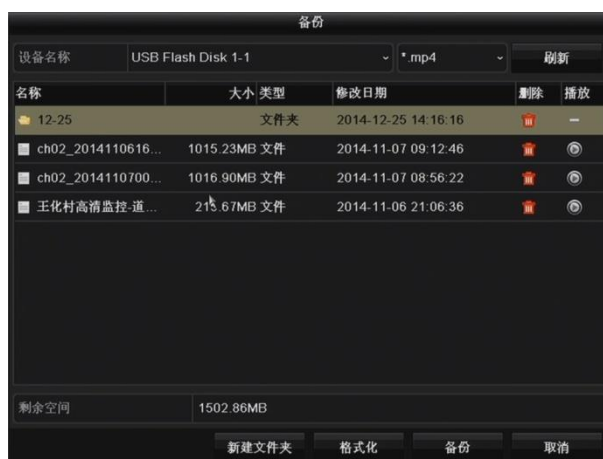 备份
设备名称 USB Flash Disk 1-1 *.mp4 刷新
名称 大小 类型 修改日期 删除 播放
12-25 文件夹 2014-12-25 14:16:16 —
ch02_2014110616... 1015.23MB 文件 2014-11-07 09:12:46
ch02_2014110700... 1016.90MB 文件 2014-11-07 08:56:22
王化村高清监控-道... 213.67MB 文件 2014-11-06 21:06:36
剩余空间 1502.86MB
新建文件夹 格式化 备份 取消